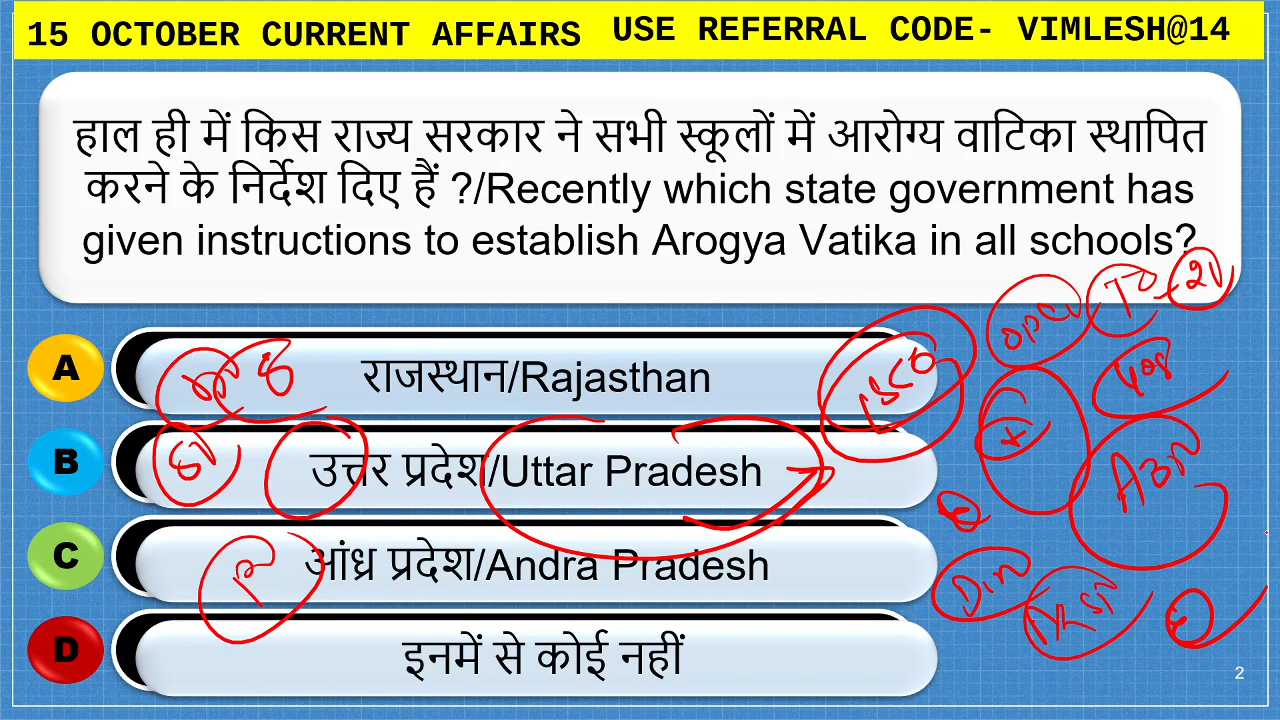 15 OCTOBER CURRENT AFFAIRS USE REFERRAL CODE- VIMLESH@14
हाल ही में किस राज्य सरकार ने सभी स्कूलों में आरोग्य वाटिका स्थापित
करने के निर्देश दिए हैं ?/Recently which state government has
given instructions to establish Arogya Vatika in all schools?
A राजस्थान/Rajasthan
B उत्तर प्रदेश/Uttar Pradesh
C आंध्र प्रदेश/Andra Pradesh
D इनमें से कोई नहीं
2